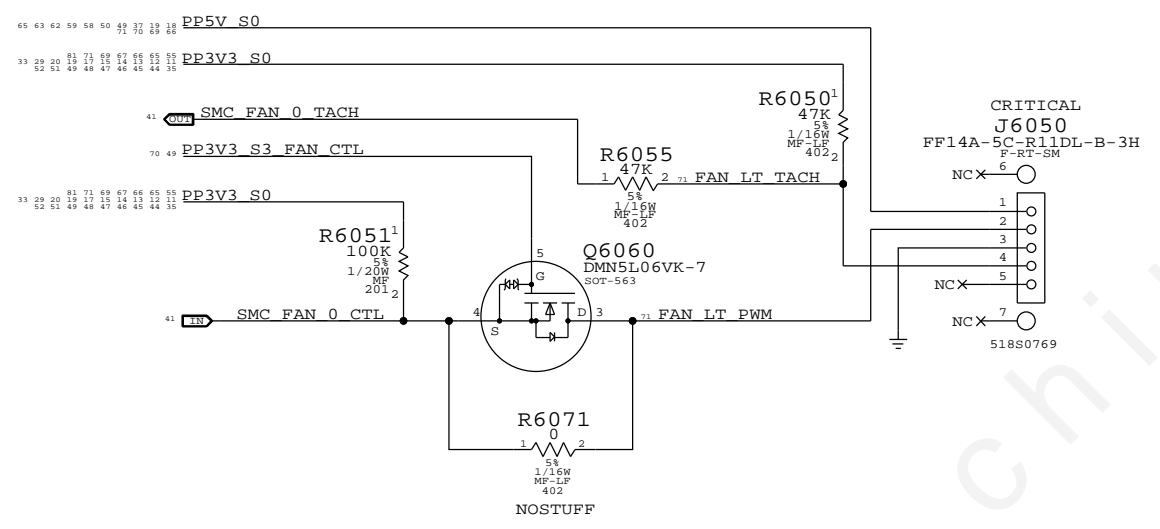 65 63 62 59 58 50 49 37 19 18 PP5V_S0
71 70 69 66
81 71 69 67 66 65 55
33 29 20 19 17 15 14 13 12 11 PP3V3_S0
52 51 49 48 47 46 45 44 35
41 OUT SMC_FAN_0_TACH
70 49 PP3V3_S3_FAN_CTL
81 71 69 67 66 65 55
33 29 20 19 17 15 14 13 12 11 PP3V3_S0
52 51 49 48 47 46 45 44 35
R6050 1
47K
5%
1/16W
MF-LF
402 2
R6055
47K
1 2 71 FAN_LT_TACH
5%
1/16W
MF-LF
402
CRITICAL
J6050
FF14A-5C-R11DL-B-3H
F-RT-SM
6
NC
1
2
3
4
5
NC
7
NC
518S0769
R6051 1
100K
5%
1/20W
MF
201 2
5
Q6060
DMN5L06VK-7
SOT-563
G
S
D
41 IN SMC_FAN_0_CTL
4
3 71 FAN_LT_PWM
R6071
0
1 2
5%
1/16W
MF-LF
402
NOSTUFF
c h i